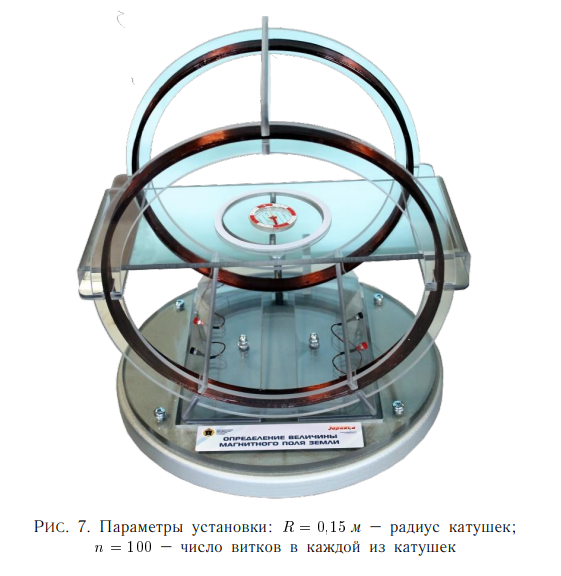 ОПРЕДЕЛЕНИЕ ВЕЛИЧИНЫ
МАГНИТНОГО ПОЛЯ ЗЕМЛИ
Рис. 7. Параметры установки: R = 0,15 м — радиус катушек;
n = 100 — число витков в каждой из катушек